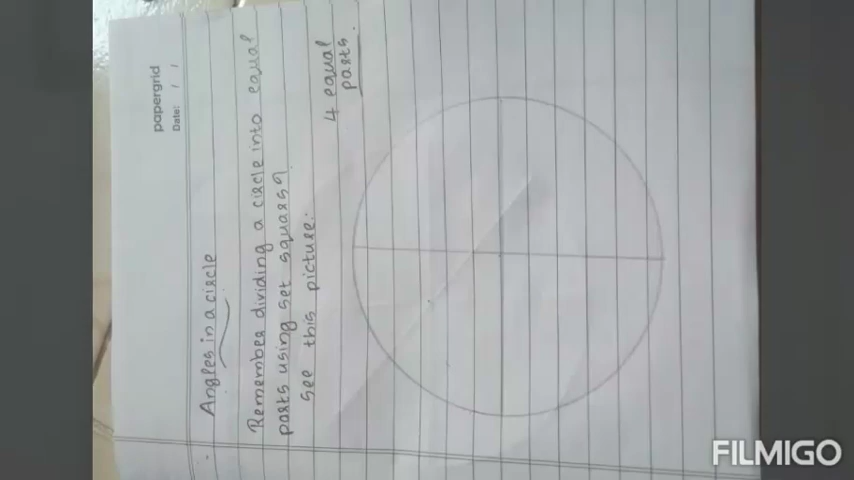 papergrid
Date: / /
Angles in a circle
Remember dividing a circle into equal
parts using set squares?
see this picture:
4 equal
parts.
FILMIGO